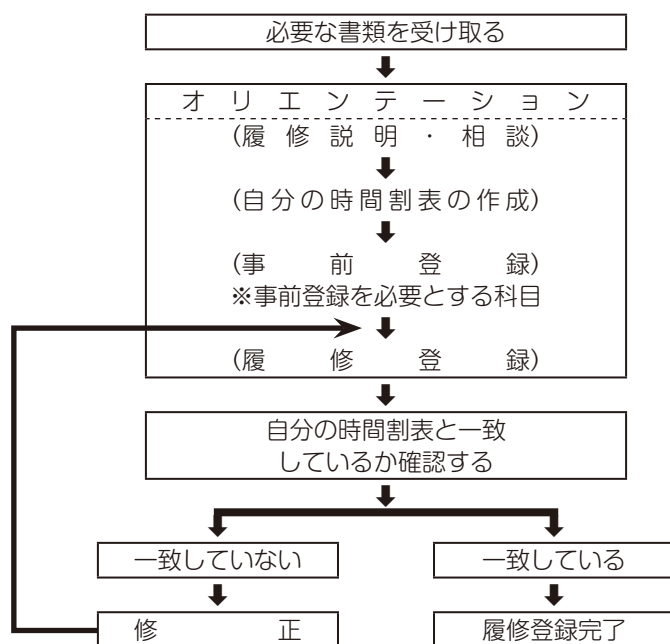 必要な書類を受け取る
オリエンテーション
(履修説明・相談)
(自分の時間割表の作成)
(事前登録)
※事前登録を必要とする科目
(履修登録)
自分の時間割表と一致
しているか確認する
一致していない
一致している
修正
履修登録完了